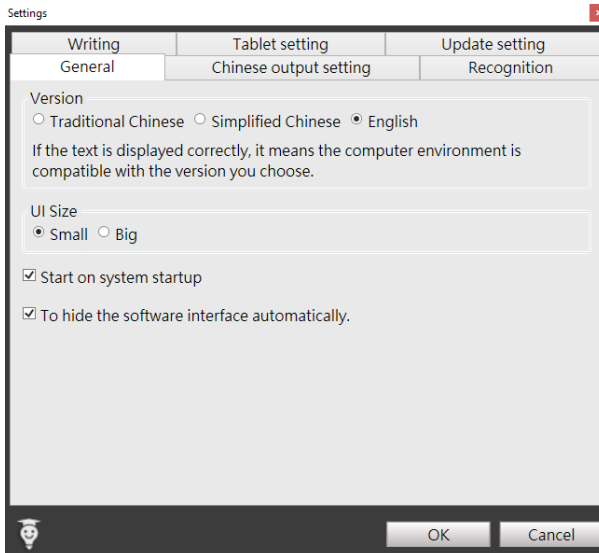 Settings
Writing Tablet setting Update setting
General Chinese output setting Recognition
Version
Traditional Chinese Simplified Chinese English
If the text is displayed correctly, it means the computer environment is
compatible with the version you choose.
UI Size
Small Big
Start on system startup
To hide the software interface automatically.
OK Cancel